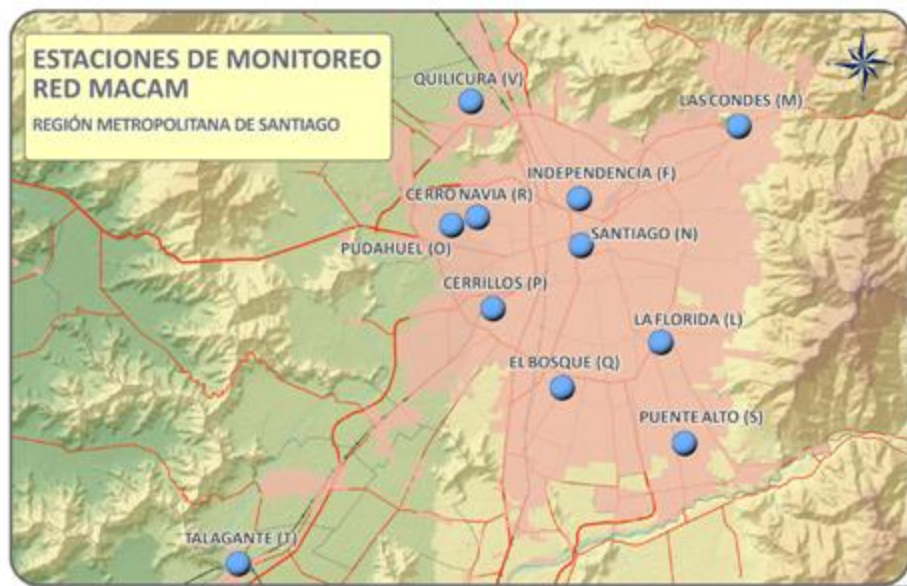 ESTACIONES DE MONITOREO
RED MACAM
REGIÓN METROPOLITANA DE SANTIAGO
QUILICURA (V)
LAS CONDES (M)
INDEPENDENCIA (F)
CERRO NAVIA (R)
PUDAHUEL (O)
SANTIAGO (N)
CERRILLOS (P)
LA FLORIDA (L)
EL BOSQUE (Q)
PUENTE ALTO (S)
TALAGANTE (T)